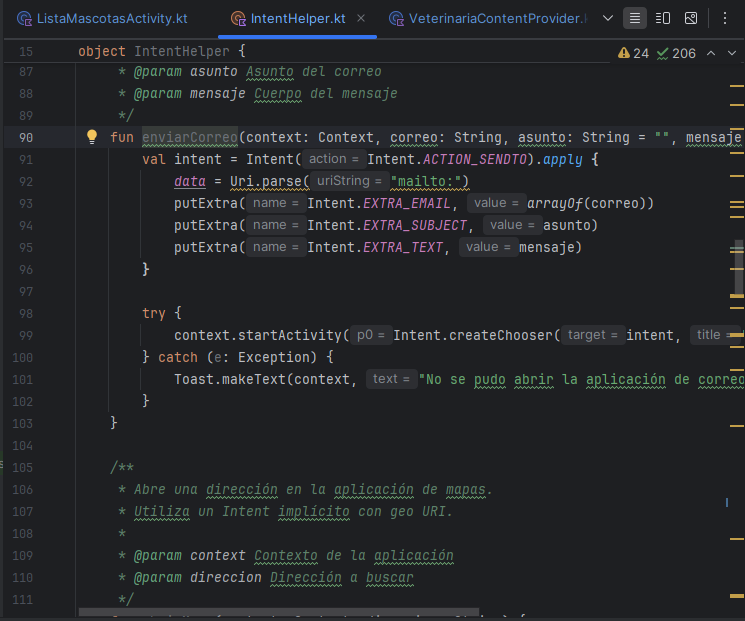 ListaMascotasActivity.kt IntentHelper.kt VeterinariaContentProvider.
15 object IntentHelper { 24 206
87 * @param asunto Asunto del correo
88 * @param mensaje Cuerpo del mensaje
89 */
90 fun enviarCorreo(context: Context, correo: String, asunto: String = "", mensaje
91 val intent = Intent( action = Intent.ACTION_SENDTO).apply {
92 data = Uri.parse( uriString = "mailto:")
93 putExtra( name = Intent.EXTRA_EMAIL, value = arrayOf(correo))
94 putExtra( name = Intent.EXTRA_SUBJECT, value = asunto)
95 putExtra( name = Intent.EXTRA_TEXT, value = mensaje)
96 }
97
98 try {
99 context.startActivity( p0 = Intent.createChooser( target = intent, title =
100 } catch (e: Exception) {
101 Toast.makeText(context, text = "No se pudo abrir la aplicación de correo
102 }
103 }
104
105 /**
106 * Abre una dirección en la aplicación de mapas.
107 * Utiliza un Intent implícito con geo URI.
108 *
109 * @param context Contexto de la aplicación
110 * @param direccion Dirección a buscar
111 */